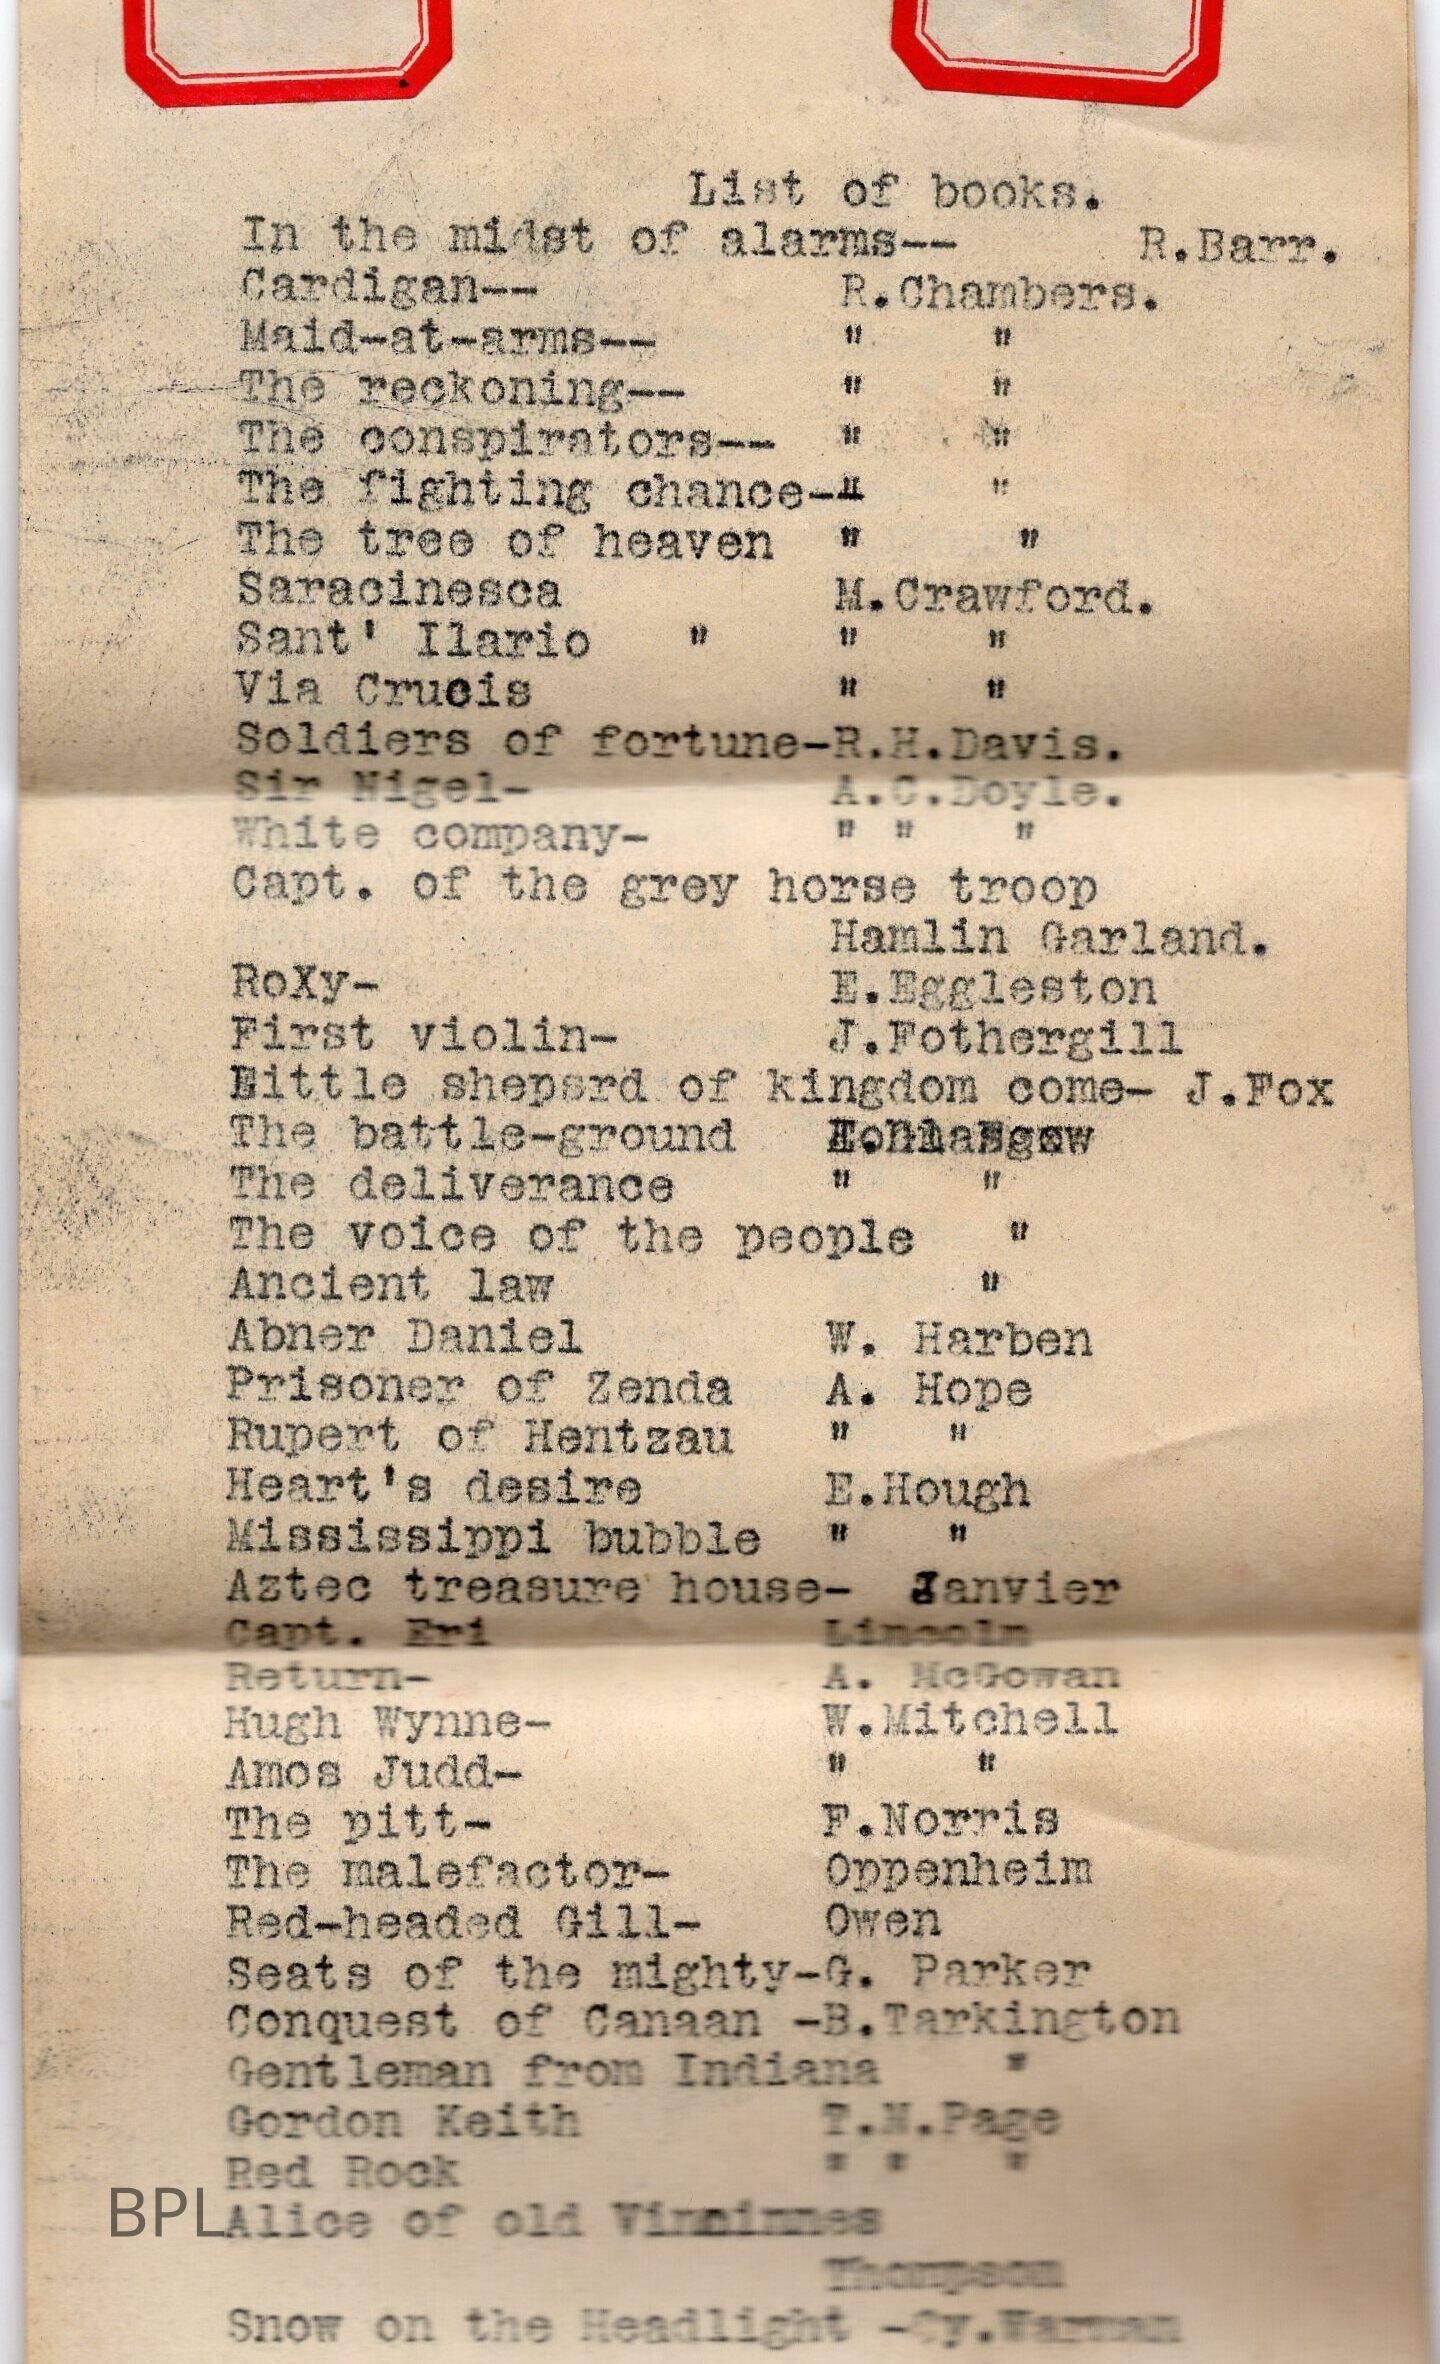 List of books.
In the midst of alarms-- R.Barr.
Cardigan-- R.Chambers.
Maid-at-arms-- " "
The reckoning-- " "
The conspirators-- " "
The fighting chance-- " "
The tree of heaven " "
Saracinesca M.Crawford.
Sant' Ilario " " "
Via Crucis " "
Soldiers of fortune-R.H.Davis.
Sir Nigel- A.C.Doyle.
White company- " " "
Capt. of the grey horse troop
Hamlin Garland.
RoXy- E.Eggleston
First violin- J.Fothergill
Little sheperd of kingdom come- J.Fox
The battle-ground
The deliverance " "
The voice of the people "
Ancient law "
Abner Daniel W. Harben
Prisoner of Zenda A. Hope
Rupert of Hentzau " "
Heart's desire E.Hough
Mississippi bubble " "
Aztec treasure house- Janvier
Capt. Eri Lincoln
Return- A. McGowan
Hugh Wynne- W.Mitchell
Amos Judd- " "
The pitt- F.Norris
The malefactor- Oppenheim
Red-headed Gill- Owen
Seats of the mighty-G. Parker
Conquest of Canaan -B.Tarkington
Gentleman from Indiana "
Gordon Keith T.N.Page
Red Rock " " "
BPL
Alice of old
Thompson
Snow on the Headlight -Cy.Warman